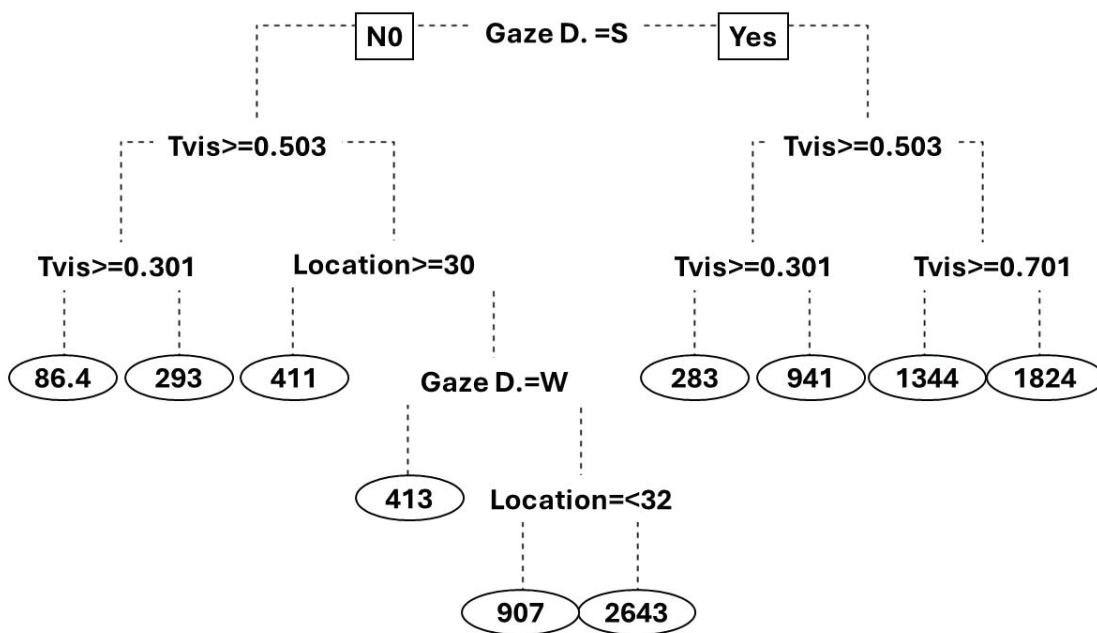 N0 Gaze D. =S Yes
Tvis>=0.503 Tvis>=0.503
Tvis>=0.301 Location>=30 Tvis>=0.301 Tvis>=0.701
86.4 293 411 Gaze D.=W 283 941 1344 1824
413 Location=<32
907 2643